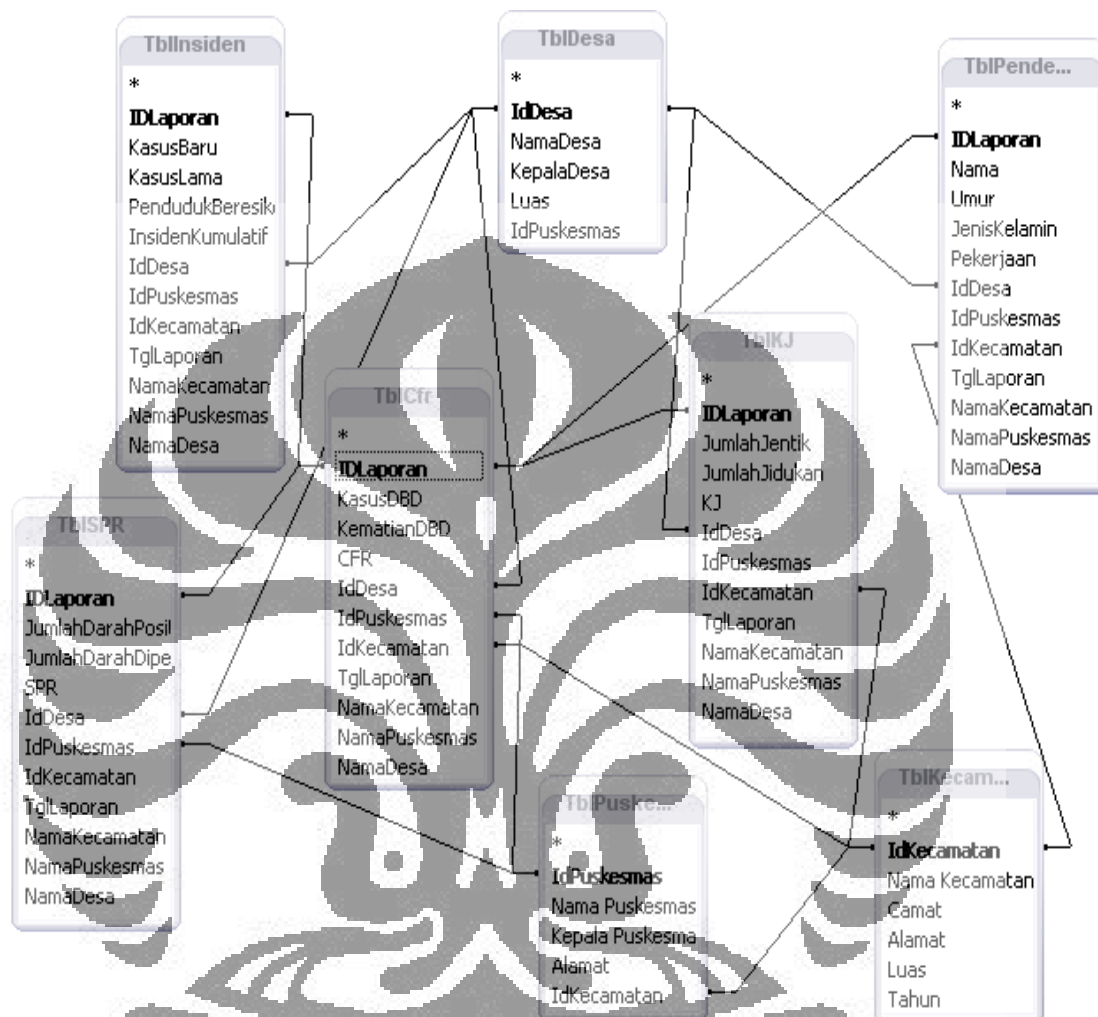 TblInsiden
*
IDLaporan
KasusBaru
KasusLama
PendudukBeresik
InsidenKumulatif
IdDesa
IdPuskesmas
IdKecamatan
TglLaporan
NamaKecamatan
NamaPuskesmas
NamaDesa
TblDesa
*
IdDesa
NamaDesa
KepalaDesa
Luas
IdPuskesmas
TblPende...
*
IDLaporan
Nama
Umur
JenisKelamin
Pekerjaan
IdDesa
IdPuskesmas
IdKecamatan
TglLaporan
NamaKecamatan
NamaPuskesmas
NamaDesa
TblCfr
*
IDLaporan
KasusDBD
KematianDBD
CFR
IdDesa
IdPuskesmas
IdKecamatan
TglLaporan
NamaKecamatan
NamaPuskesmas
NamaDesa
TblKJ
*
IDLaporan
JumlahJentik
JumlahJidukan
KJ
IdDesa
IdPuskesmas
IdKecamatan
TglLaporan
NamaKecamatan
NamaPuskesmas
NamaDesa
TblSPR
*
IDLaporan
JumlahDarahPosil
JumlahDarahDipe
SPR
IdDesa
IdPuskesmas
IdKecamatan
TglLaporan
NamaKecamatan
NamaPuskesmas
NamaDesa
TblPuske...
*
IdPuskesmas
Nama Puskesmas
Kepala Puskesma
Alamat
IdKecamatan
TblKecam...
*
IdKecamatan
Nama Kecamatan
Camat
Alamat
Luas
Tahun